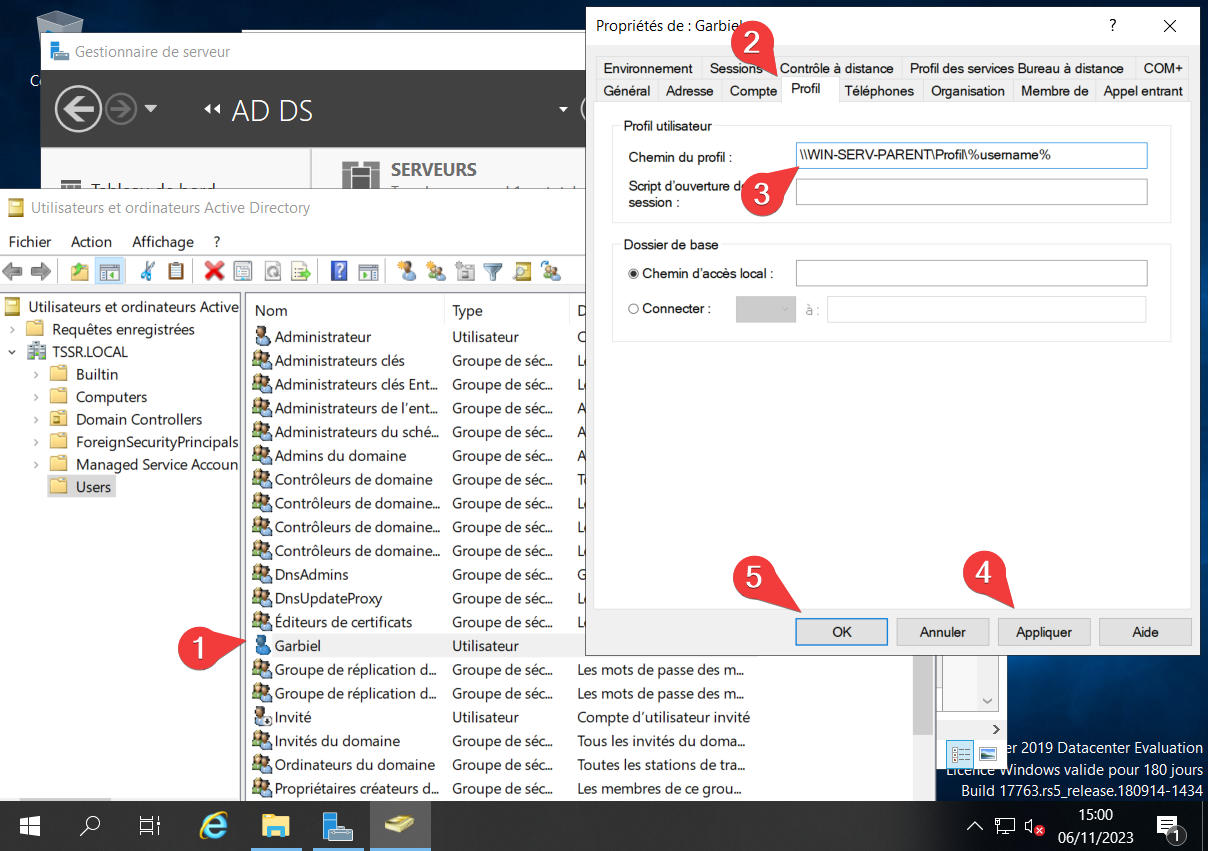 Gestionnaire de serveur
AD DS
SERVEURS
Tableau de bord
Utilisateurs et ordinateurs Active Directory
Fichier Action Affichage ?
Utilisateurs et ordinateurs Active
Requêtes enregistrées
TSSR.LOCAL
Builtin
Computers
Domain Controllers
ForeignSecurityPrincipals
Managed Service Accoun
Users
Nom Type D
Administrateur Utilisateur C
Administrateurs clés Groupe de séc... Le
Administrateurs clés Ent... Groupe de séc... Le
Administrateurs de l'ent... Groupe de séc... A
Administrateurs du sché... Groupe de séc... A
Admins du domaine Groupe de séc... A
Contrôleurs de domaine Groupe de séc... To
Contrôleurs de domaine... Groupe de séc... Le
Contrôleurs de domaine... Groupe de séc... Le
Contrôleurs de domaine... Groupe de séc... Le
DnsAdmins Groupe de séc... G
DnsUpdateProxy Groupe de séc... Le
Éditeurs de certificats Groupe de séc... Le
1
Garbiel Utilisateur
Groupe de réplication d... Groupe de séc... Les mots de passe des m...
Groupe de réplication d... Groupe de séc... Les mots de passe des m...
Invité Utilisateur Compte d'utilisateur invité
Invités du domaine Groupe de séc... Tous les invités du doma...
Ordinateurs du domaine Groupe de séc... Toutes les stations de tra...
Propriétaires créateurs d... Groupe de séc... Les membres de ce grou...
Propriétés de : Garbiel
?
2
Environnement Sessions Contrôle à distance Profil des services Bureau à distance COM+
Général Adresse Compte Profil Téléphones Organisation Membre de Appel entrant
Profil utilisateur
Chemin du profil : \\WIN-SERV-PARENT\Profil\%username%
3
Script d'ouverture de
session :
Dossier de base
Chemin d'accès local :
Connecter : à :
5
4
OK Annuler Appliquer Aide
er 2019 Datacenter Evaluation
Licence Windows valide pour 180 jours
Build 17763.rs5_release.180914-1434
15:00
06/11/2023
1